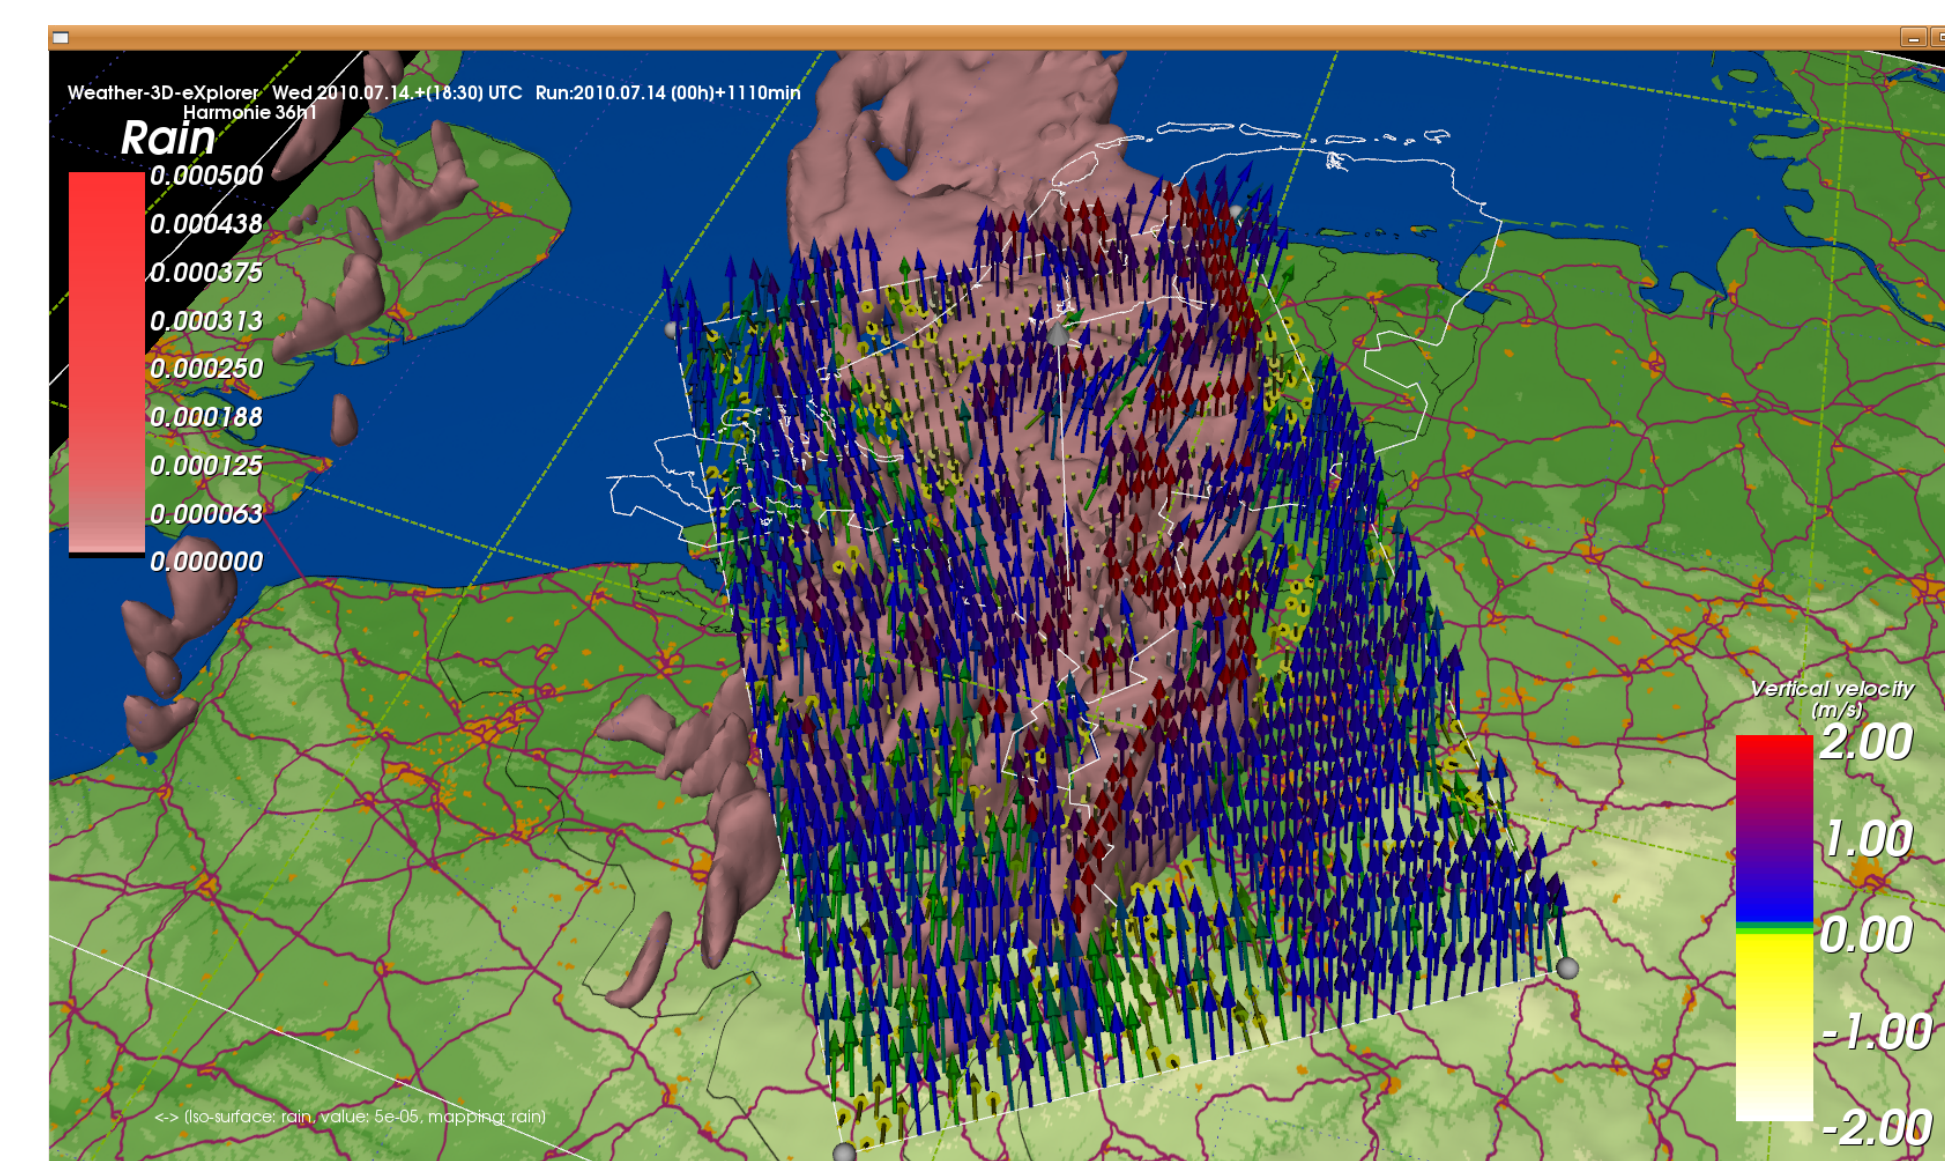 Weather-3D-eXplorer Wed 2010.07.14.+(18:30) UTC Run:2010.07.14 (00h)+1110min
Harmonie 36h1
Rain
0.000500
0.000438
0.000375
0.000313
0.000250
0.000188
0.000125
0.000063
0.000000
Vertical velocity
(m/s)
2.00
1.00
0.00
-1.00
-2.00
<-> (Iso-surface: rain, value: 5e-05, mapping: rain)